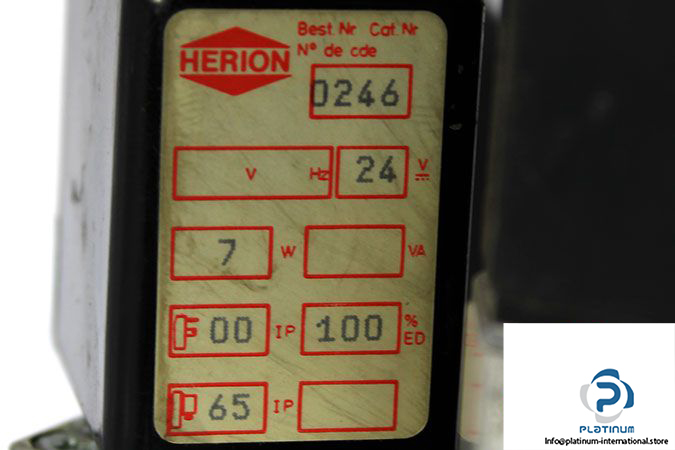 HERION
Best. Nr Cat. Nr
N° de cde
0246
V Hz 24 V
7 W VA
00 IP 100 % ED
65 IP
PLATINUM
Info@platinum-international.store